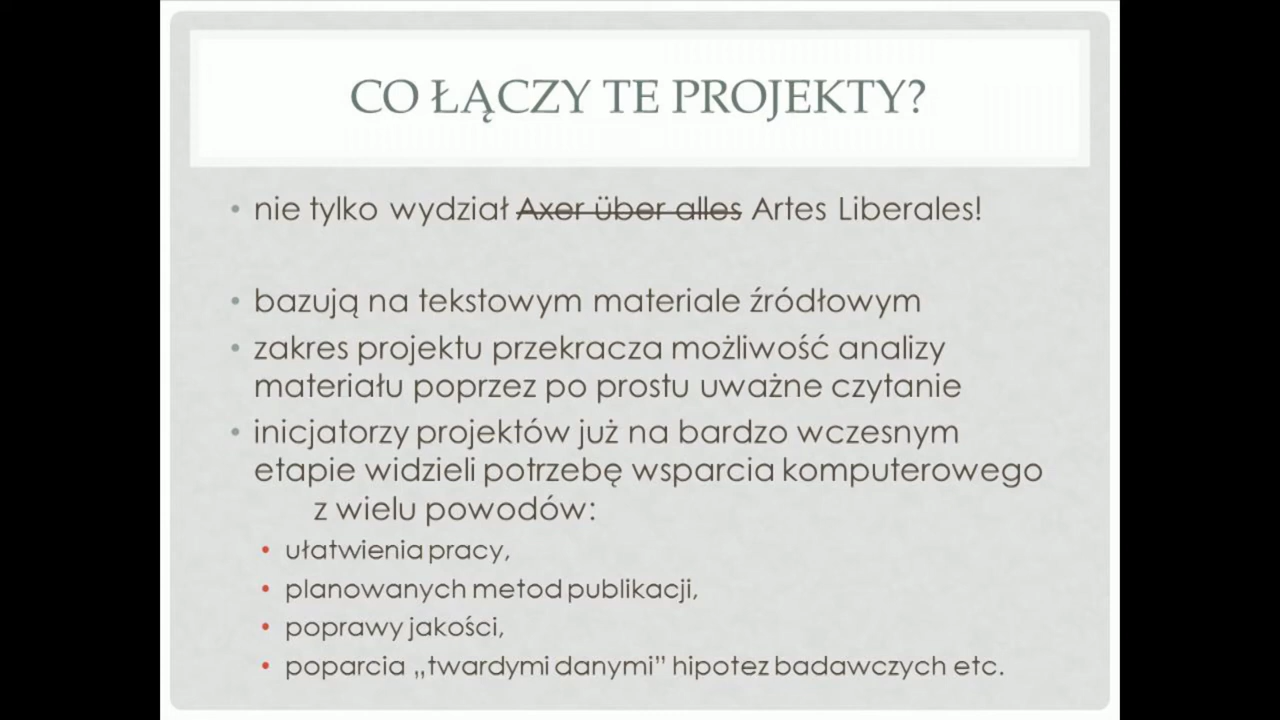 CO ŁĄCZY TE PROJEKTY?
• nie tylko wydział Axer über alles Artes Liberales!
• bazują na tekstowym materiale źródłowym
• zakres projektu przekracza możliwość analizy
materiału poprzez po prostu uważne czytanie
• inicjatorzy projektów już na bardzo wczesnym
etapie widzieli potrzebę wsparcia komputerowego
z wielu powodów:
• ułatwienia pracy,
• planowanych metod publikacji,
• poprawy jakości,
• poparcia „twardymi danymi” hipotez badawczych etc.